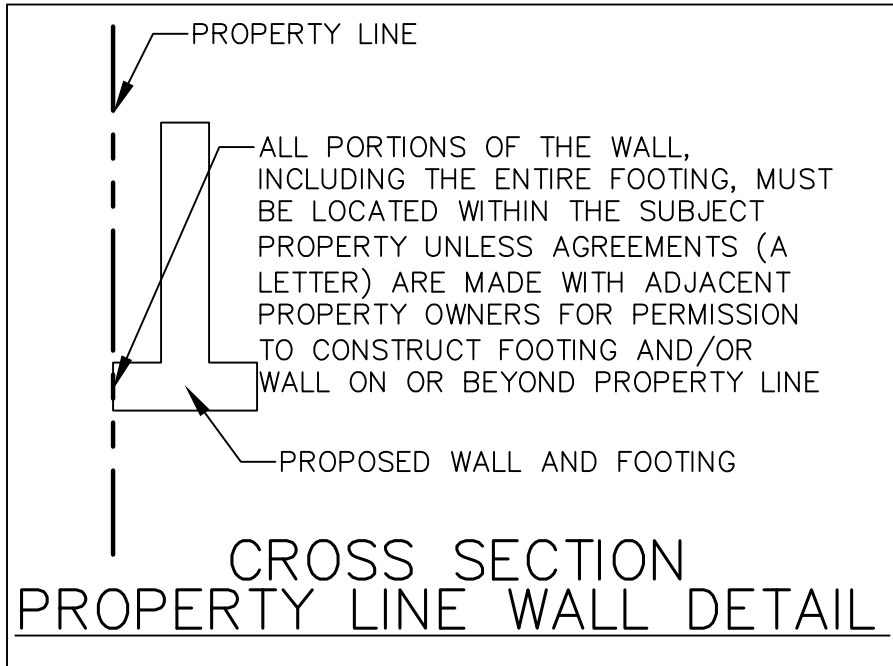 PROPERTY LINE
ALL PORTIONS OF THE WALL,
INCLUDING THE ENTIRE FOOTING, MUST
BE LOCATED WITHIN THE SUBJECT
PROPERTY UNLESS AGREEMENTS (A
LETTER) ARE MADE WITH ADJACENT
PROPERTY OWNERS FOR PERMISSION
TO CONSTRUCT FOOTING AND/OR
WALL ON OR BEYOND PROPERTY LINE
PROPOSED WALL AND FOOTING
CROSS SECTION
PROPERTY LINE WALL DETAIL